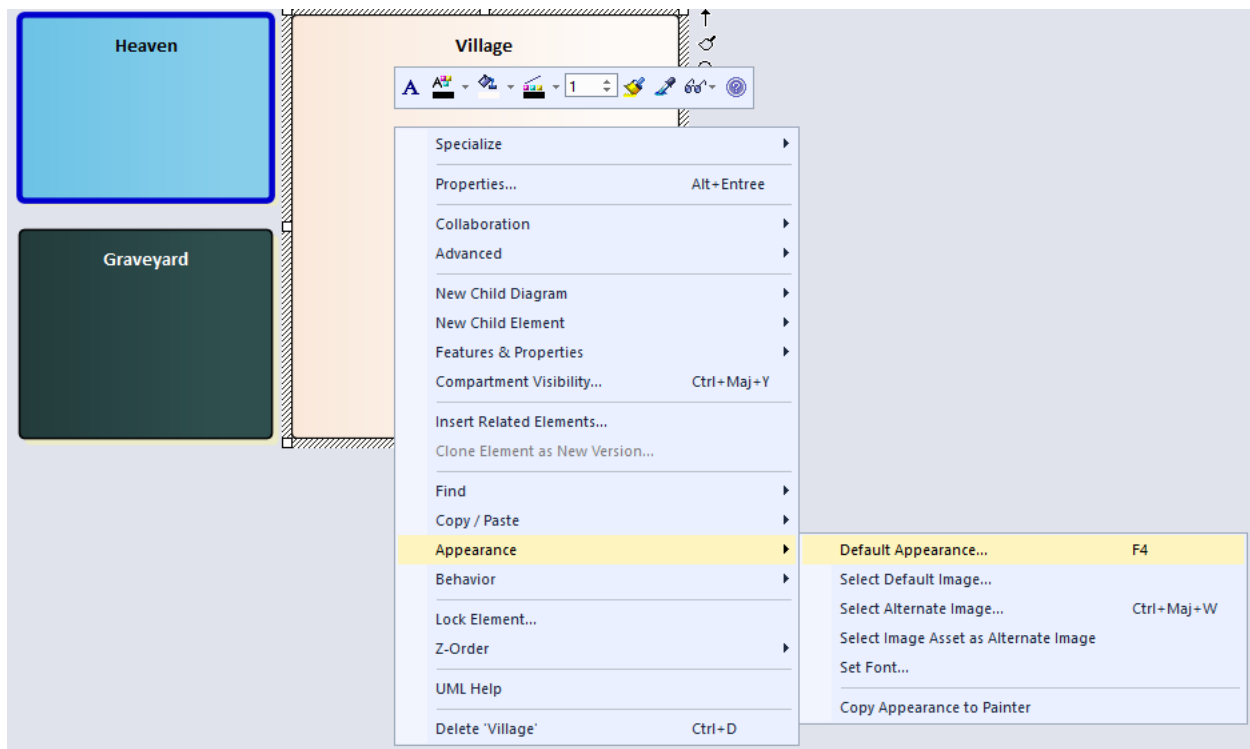 Heaven
Village
A
A
1
Graveyard
Specialize
Properties... Alt+Entree
Collaboration
Advanced
New Child Diagram
New Child Element
Features & Properties
Compartment Visibility... Ctrl+Maj+Y
Insert Related Elements...
Clone Element as New Version...
Find
Copy / Paste
Appearance
Behavior
Lock Element...
Z-Order
UML Help
Delete 'Village' Ctrl+D
Default Appearance... F4
Select Default Image...
Select Alternate Image... Ctrl+Maj+W
Select Image Asset as Alternate Image
Set Font...
Copy Appearance to Painter